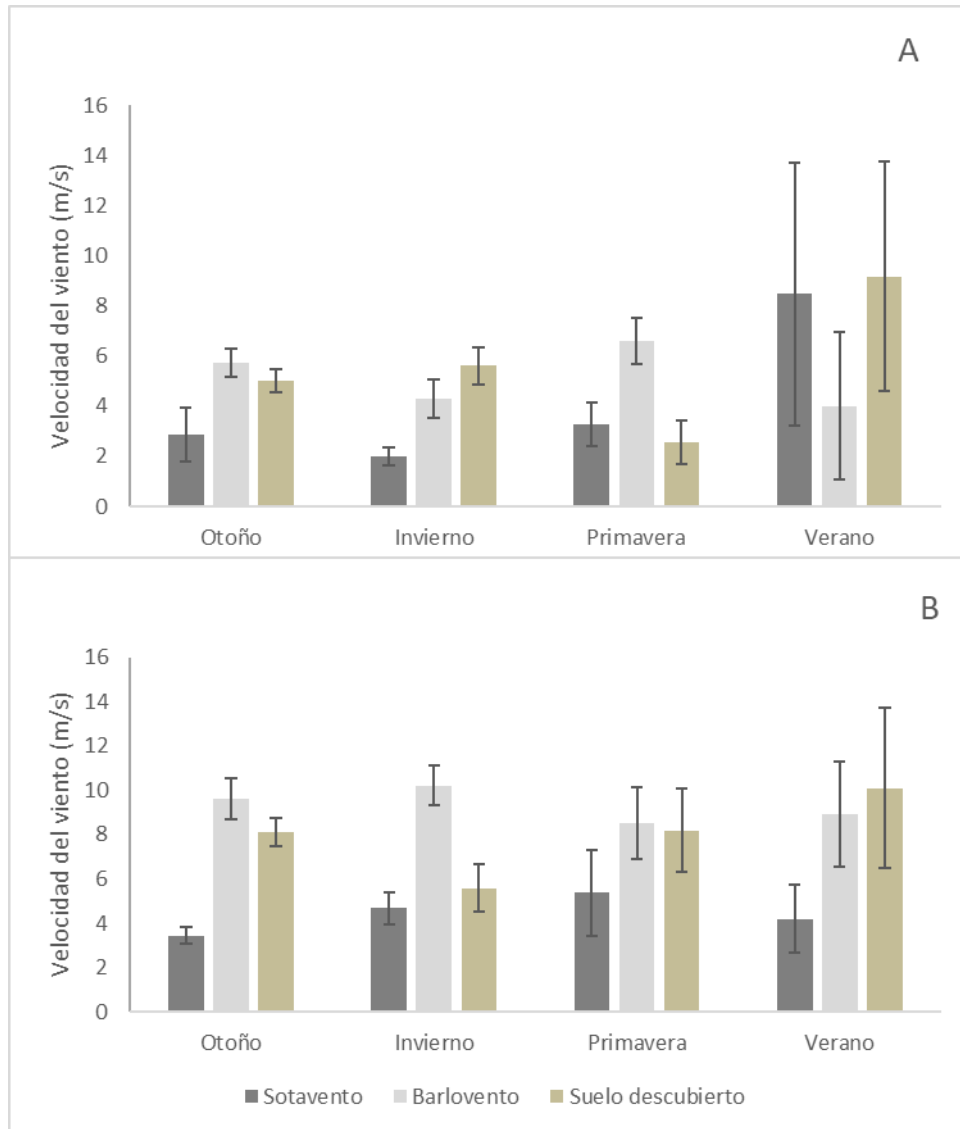 A
Velocidad del viento (m/s)
16
14
12
10
8
6
4
2
0
Otoño Invierno Primavera Verano
B
Velocidad del viento (m/s)
16
14
12
10
8
6
4
2
0
Otoño Invierno Primavera Verano
Sotavento Barlovento Suelo descubierto